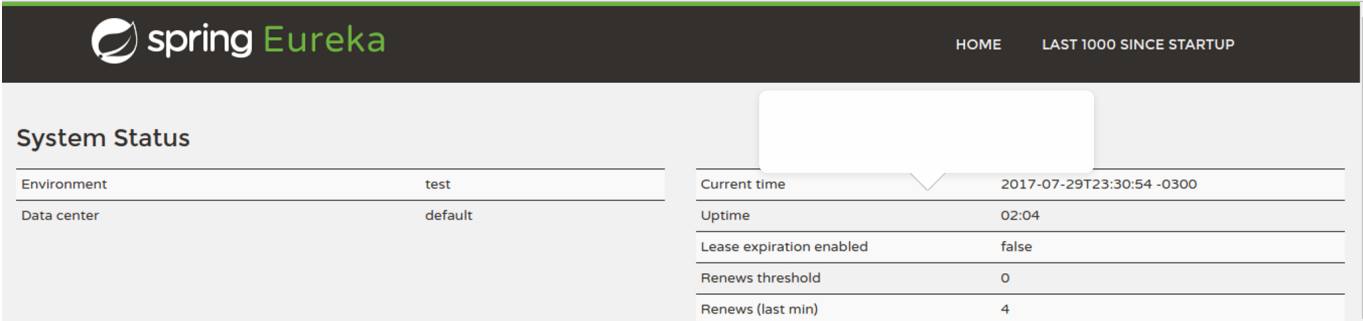 spring Eureka
HOME LAST 1000 SINCE STARTUP
System Status
Environment test
Data center default
Current time 2017-07-29T23:30:54 -0300
Uptime 02:04
Lease expiration enabled false
Renews threshold 0
Renews (last min) 4